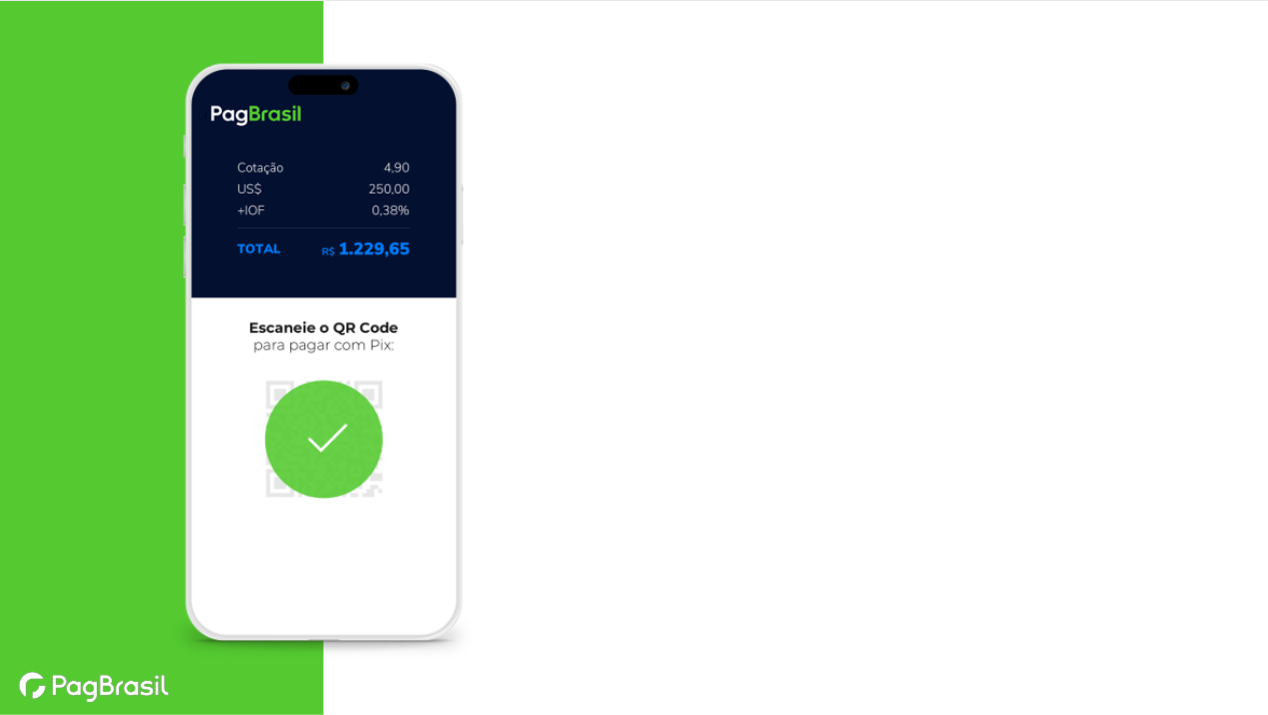 PagBrasil
Cotação 4,90
US$ 250,00
+IOF 0,38%
TOTAL R$ 1.229,65
Escaneie o QR Code
para pagar com Pix:
PagBrasil